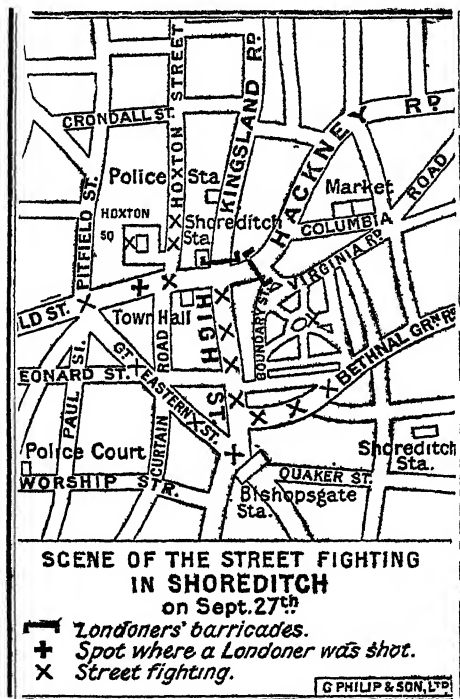 CRONDALL ST.
HOXTON STREET
KINGSLAND RD.
HACKNEY RD.
Police Sta
Market
COLUMBIA ROAD
HOXTON
SQ
PITFIELD ST.
Shoreditch
Sta.
VIRGINIA RD.
LD ST.
Town Hall
HIGH ST
BOUNDARY ST.
BETHNAL GRN. RD.
EONARD ST.
PAUL ST.
GT EASTERN ST.
CURTAIN ROAD
Police Court
WORSHIP STR.
Shoreditch
Sta.
QUAKER ST.
Bishopsgate
Sta.
SCENE OF THE STREET FIGHTING
IN SHOREDITCH
on Sept. 27th
Londoners' barricades.
Spot where a Londoner was shot.
Street fighting.
G PHILIP & SON, LTD